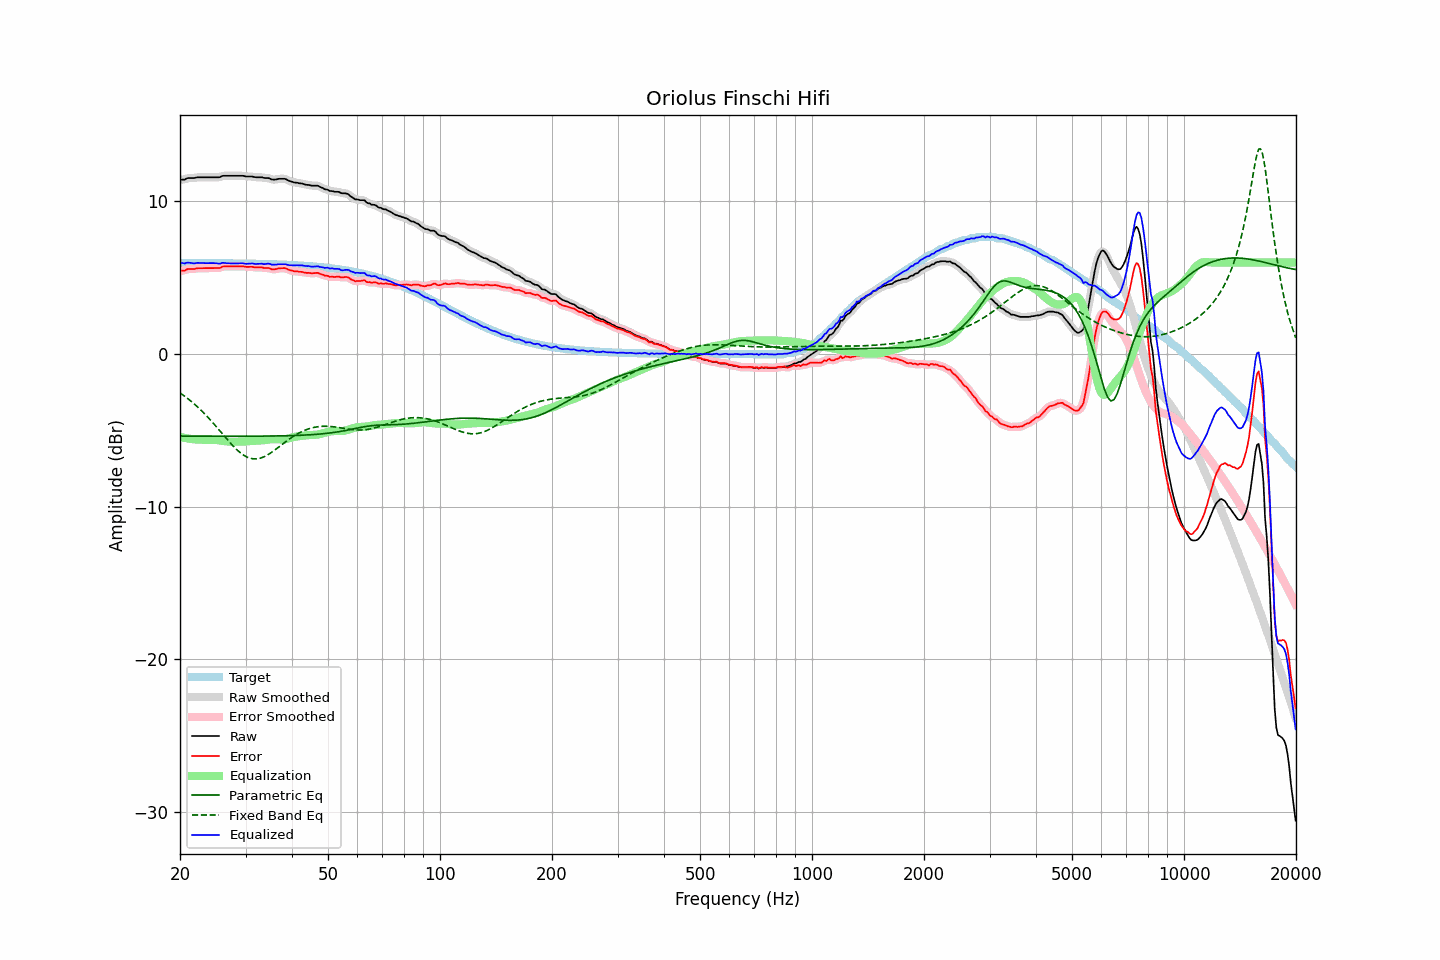 Oriolus Finschi Hifi
Amplitude (dBr)
10
0
−10
−20
−30
Target
Raw Smoothed
Error Smoothed
Raw
Error
Equalization
Parametric Eq
Fixed Band Eq
Equalized
20 50 100 200 500 1000 2000 5000 10000 20000
Frequency (Hz)